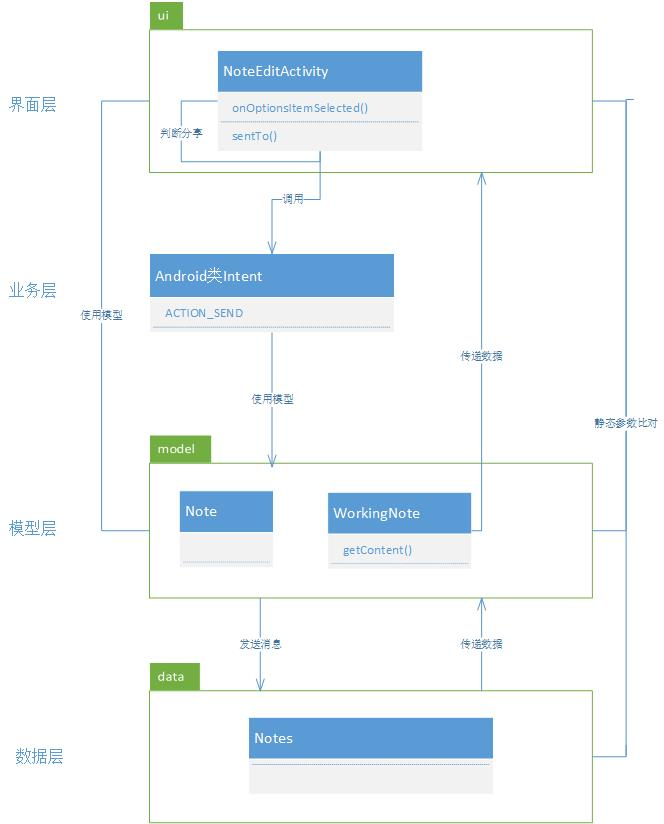 ui
NoteEditActivity
界面层
onOptionsItemSelected()
判断分享
sentTo()
调用
Android类Intent
业务层
ACTION_SEND
使用模型
传递数据
使用模型
静态参数比对
model
Note
WorkingNote
模型层
getContent()
发送消息
传递数据
data
Notes
数据层